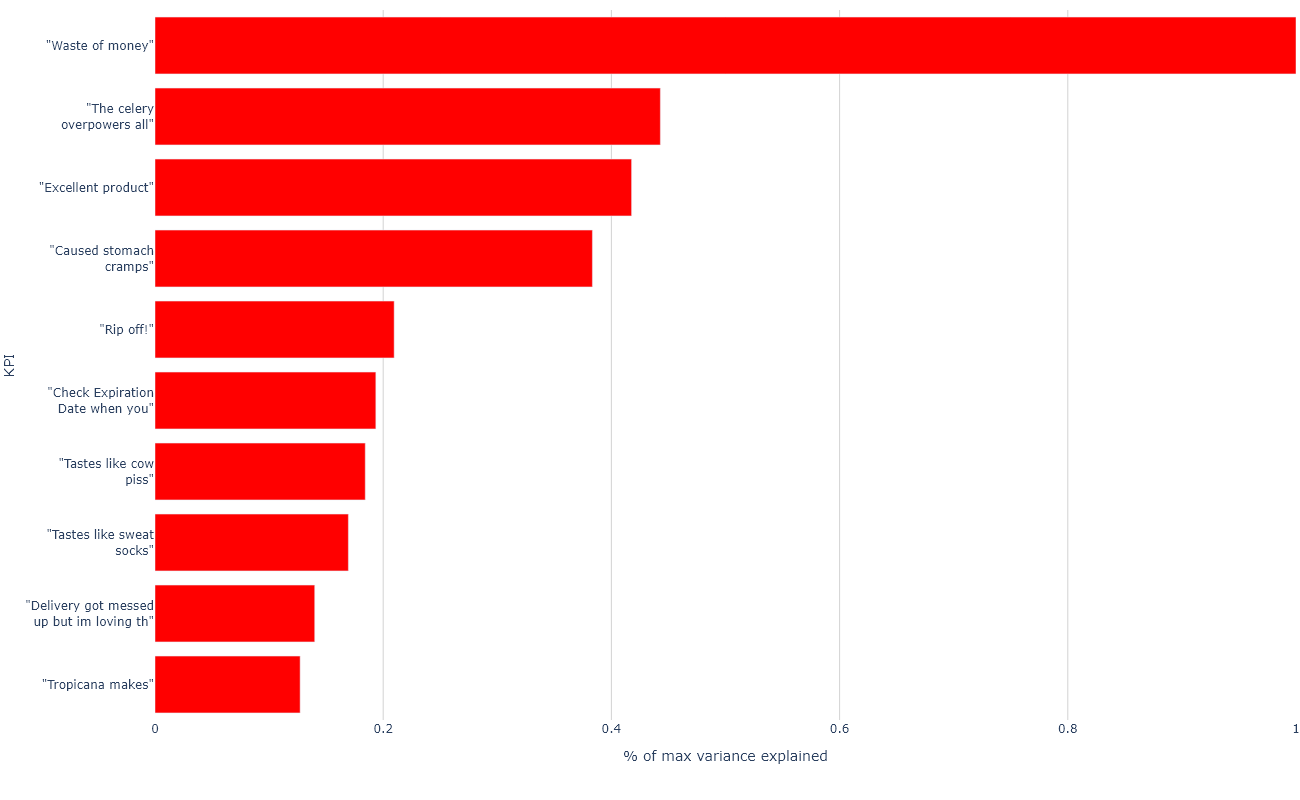 "Waste of money"
"The celery
overpowers all"
"Excellent product"
"Caused stomach
cramps"
"Rip off!"
"Check Expiration
Date when you"
"Tastes like cow
piss"
"Tastes like sweat
socks"
"Delivery got messed
up but im loving th"
"Tropicana makes"
KPI
0 0.2 0.4 0.6 0.8 1
% of max variance explained